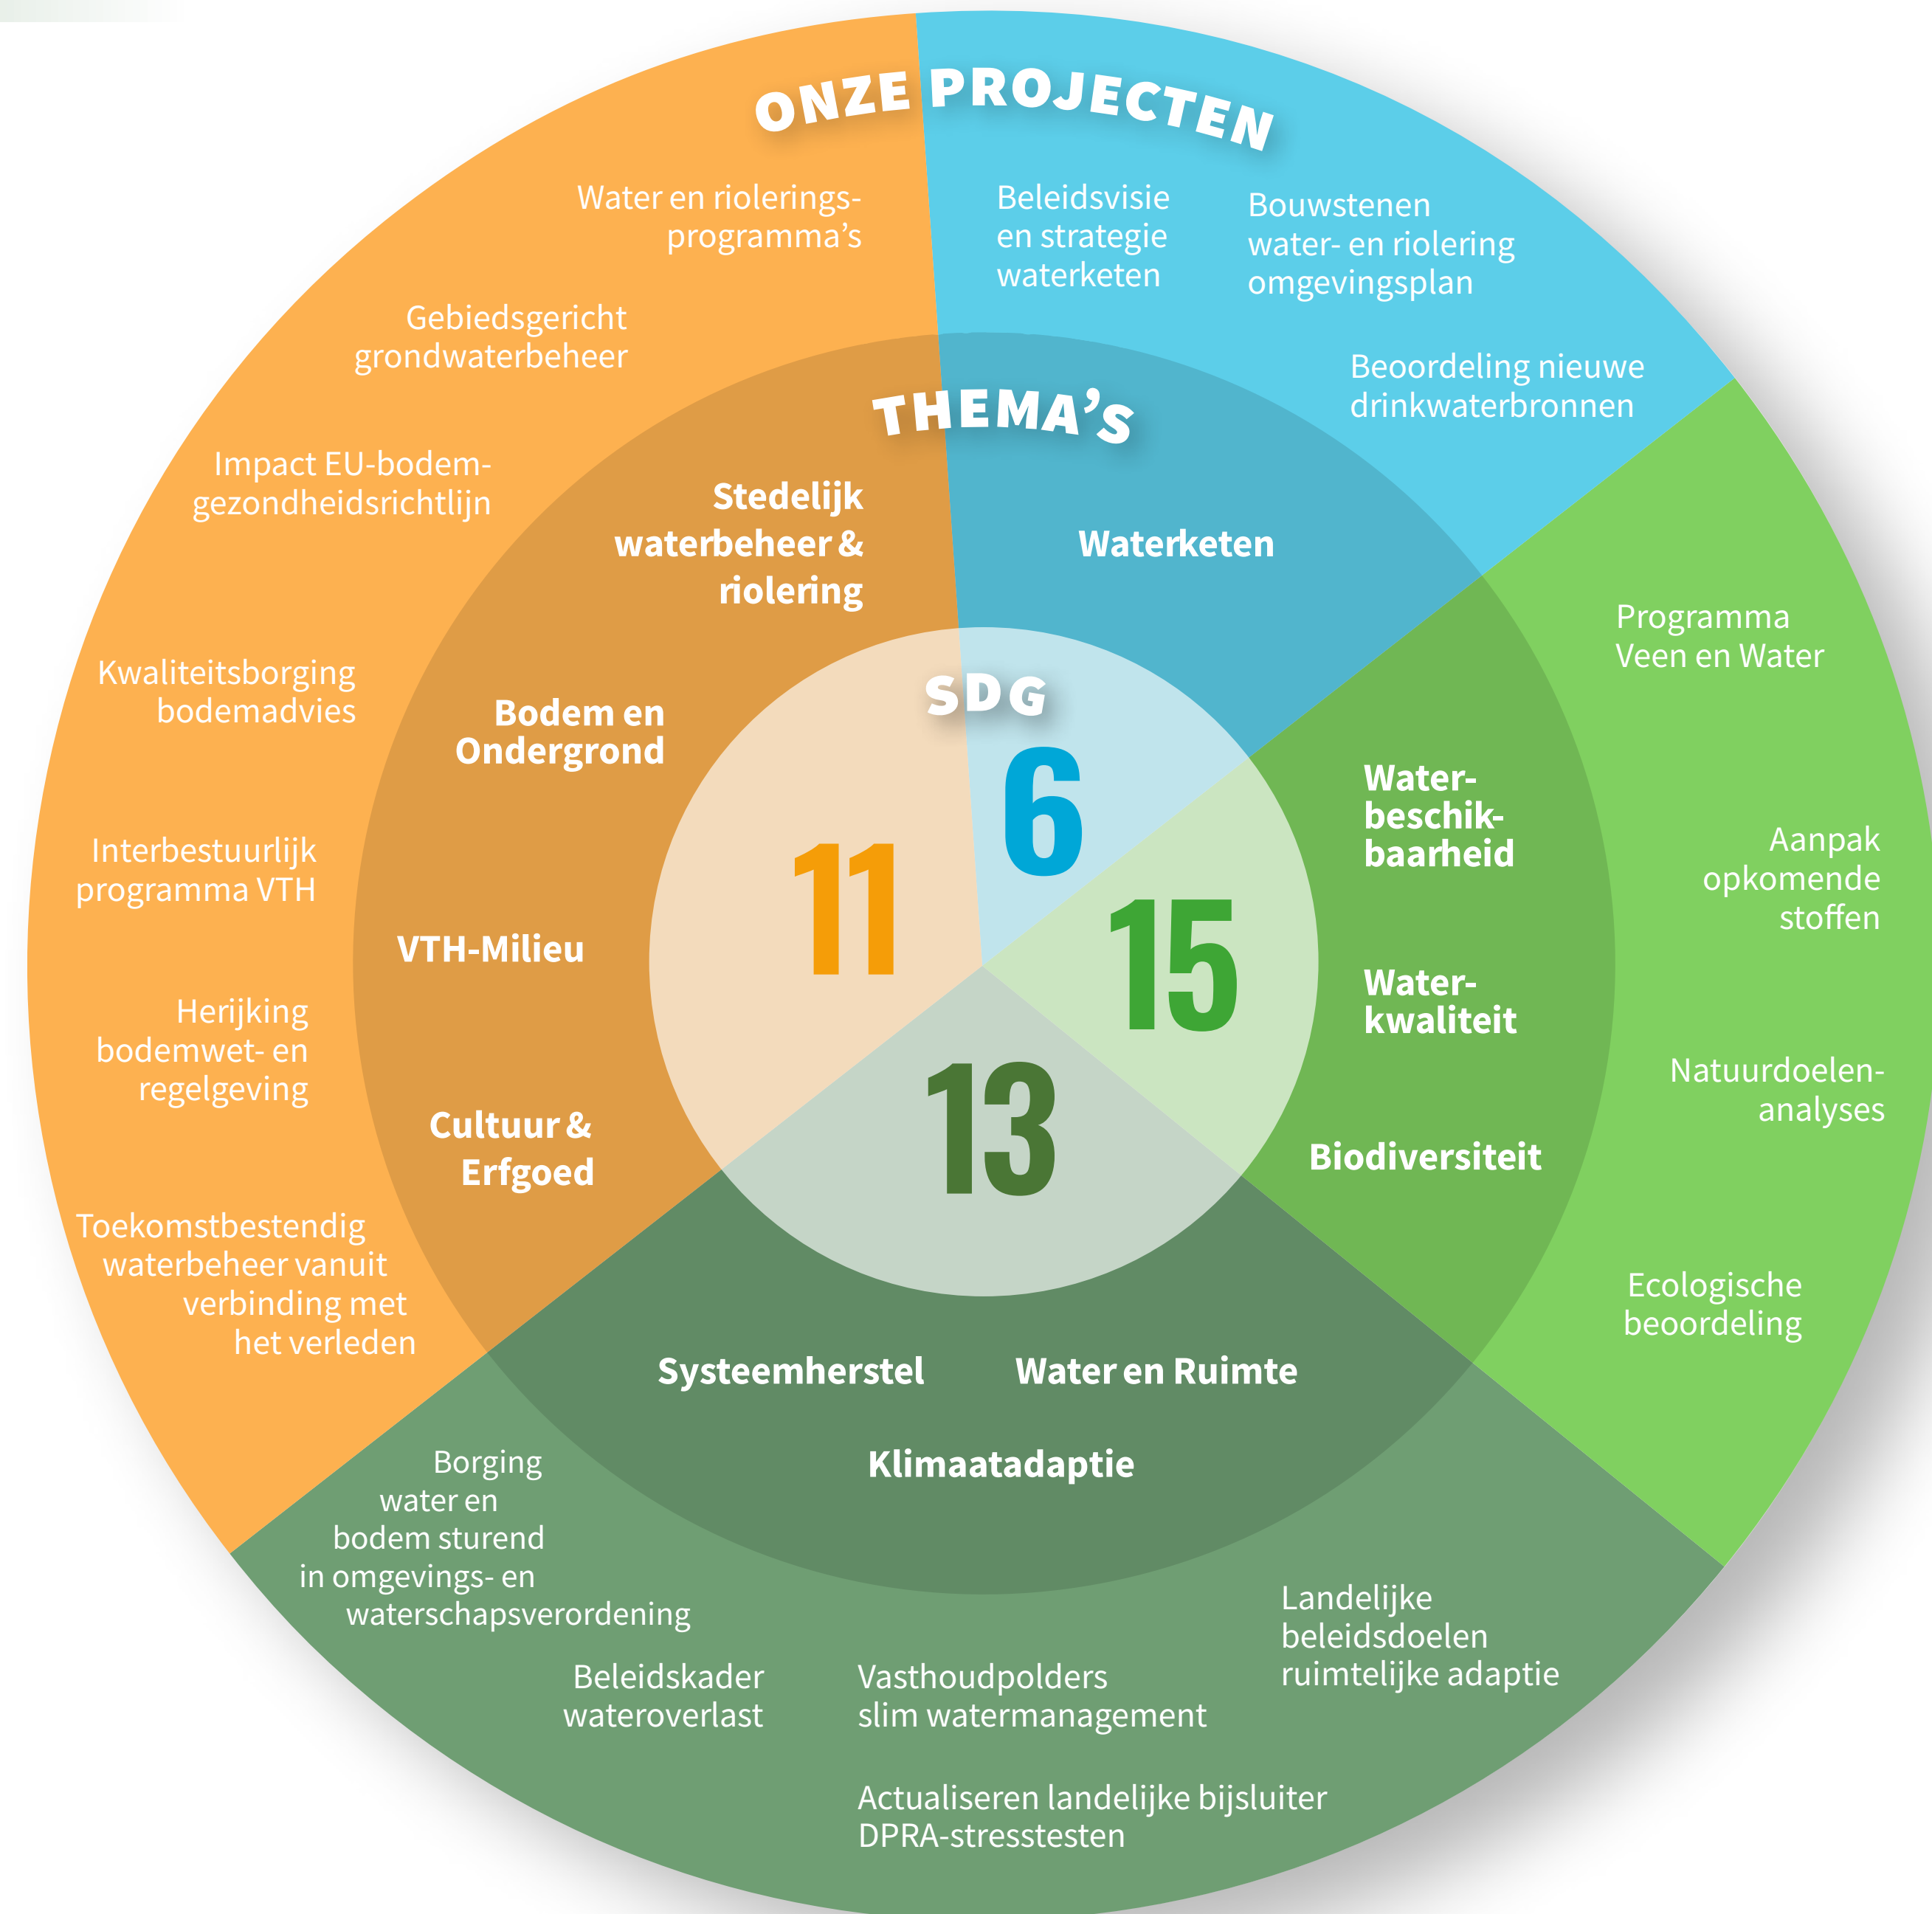 ONZE PROJECTEN
Water en riolerings-
programma’s
Gebiedsgericht
grondwaterbeheer
Impact EU-bodem-
gezondheidsrichtlijn
Kwaliteitsborging
bodemadvies
Interbestuurlijk
programma VTH
Herijking
bodemwet- en
regelgeving
Toekomstbestendig
waterbeheer vanuit
verbinding met
het verleden
Beleidsvisie
en strategie
waterketen
Bouwstenen
water- en riolering
omgevingsplan
Beoordeling nieuwe
drinkwaterbronnen
Programma
Veen en Water
Aanpak
opkomende
stoffen
Natuurdoelen-
analyses
Ecologische
beoordeling
Borging
water en
bodem sturend
in omgevings- en
waterschapsverordening
Beleidskader
wateroverlast
Vasthoudpolders
slim watermanagement
Actualiseren landelijke bijsluiter
DPRA-stresstesten
Landelijke
beleidsdoelen
ruimtelijke adaptie
THEMA’S
Stedelijk
waterbeheer &
riolering
Bodem en
Ondergrond
VTH-Milieu
Cultuur &
Erfgoed
Waterketen
Water-
beschik-
baarheid
Water-
kwaliteit
Biodiversiteit
Systeemherstel
Water en Ruimte
Klimaatadaptie
SDG
6
11
15
13